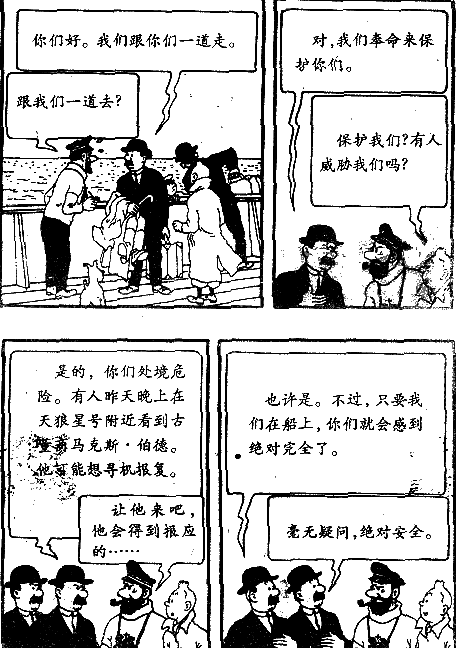 你们好。我们跟你们一道走。
跟我们一道去?
对,我们奉命来保
护你们。
保护我们?有人
威胁我们吗?
是的,你们处境危
险。有人昨天晚上在
天狼星号附近看到古
马克斯·伯德。
他可能想寻机报复。
让他来吧,
他会得到报应
的……
也许是。不过,只要我
们在船上,你们就会感到
绝对完全了。
毫无疑问,绝对安全。